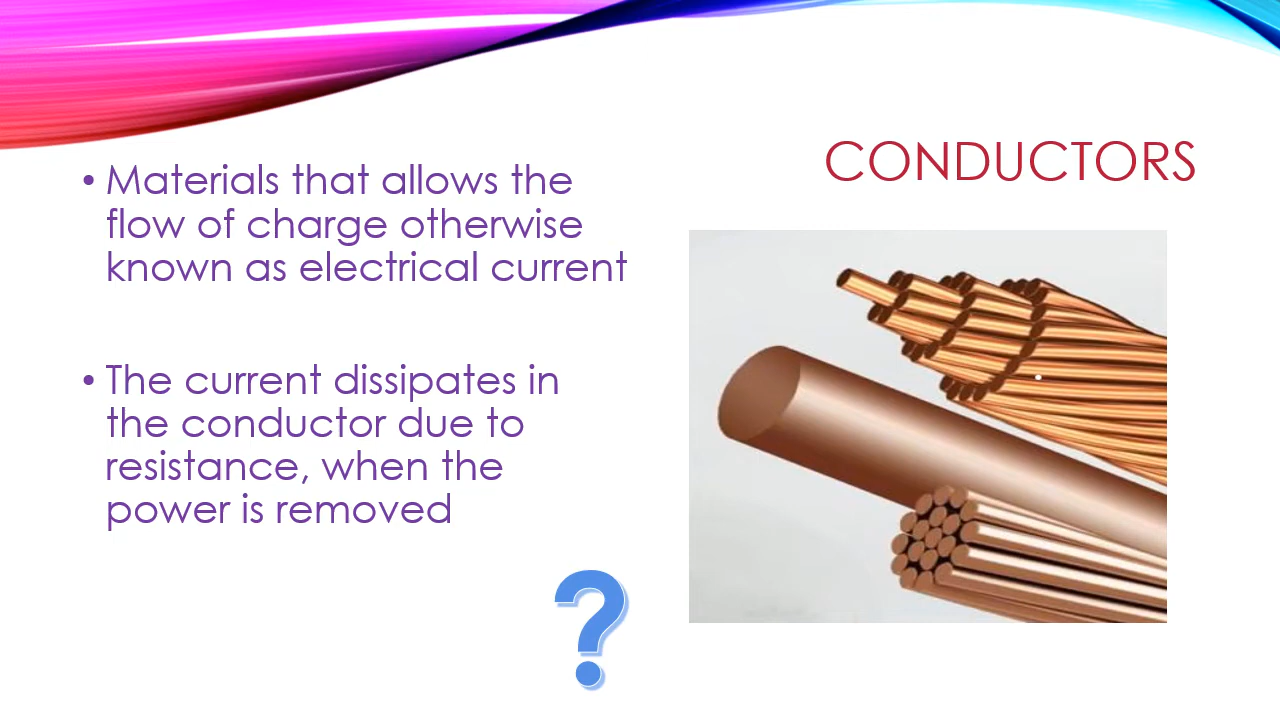 CONDUCTORS
• Materials that allows the
flow of charge otherwise
known as electrical current
• The current dissipates in
the conductor due to
resistance, when the
power is removed
?